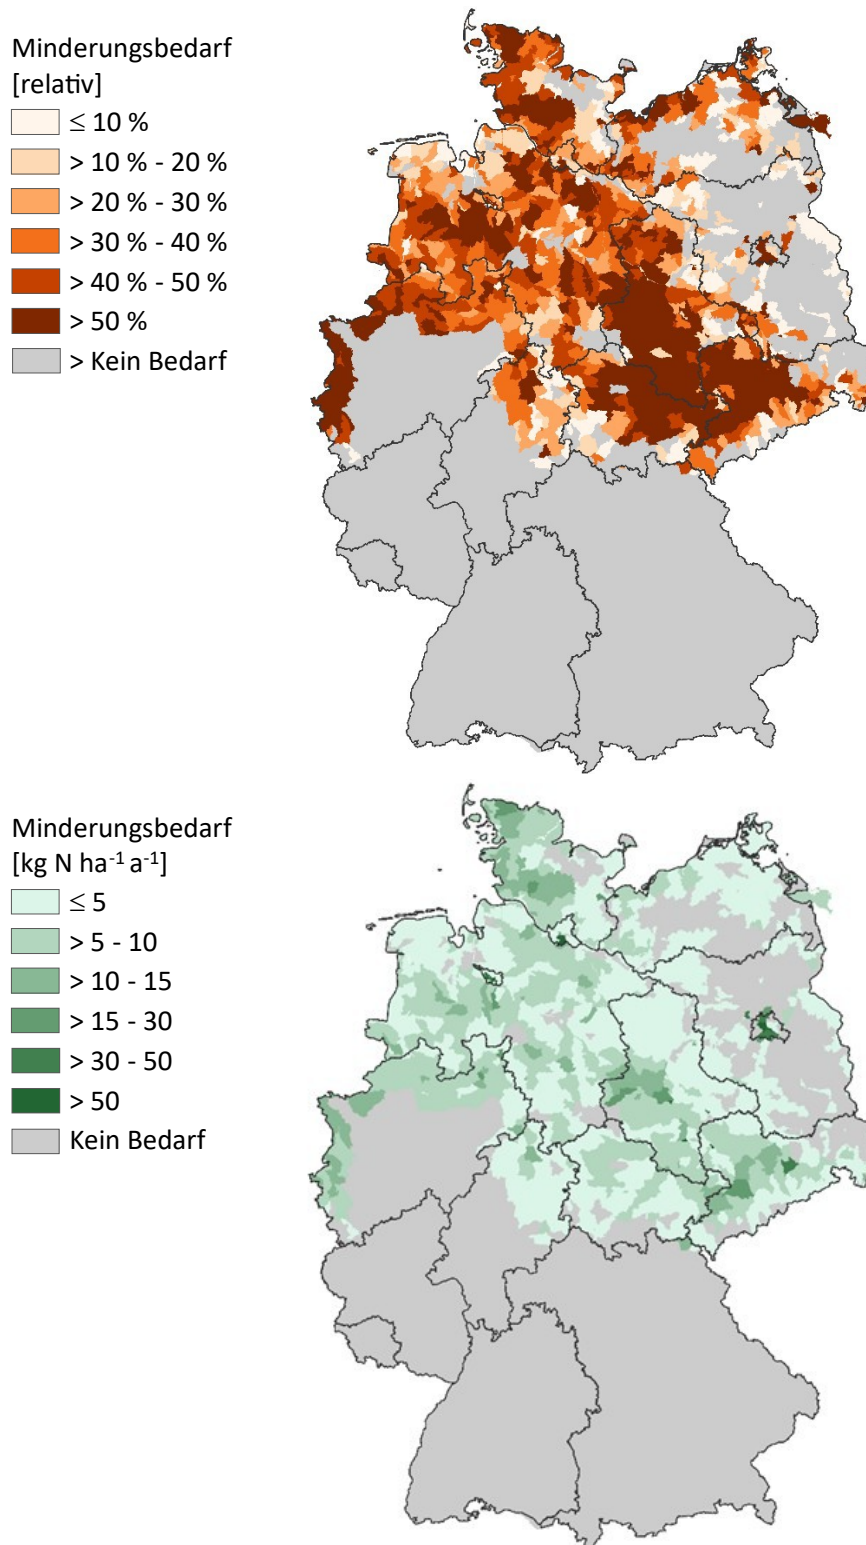 Minderungsbedarf
[relativ]
≤ 10 %
> 10 % - 20 %
> 20 % - 30 %
> 30 % - 40 %
> 40 % - 50 %
> 50 %
> Kein Bedarf
Minderungsbedarf
[kg N ha⁻¹ a⁻¹]
≤ 5
> 5 - 10
> 10 - 15
> 15 - 30
> 30 - 50
> 50
Kein Bedarf